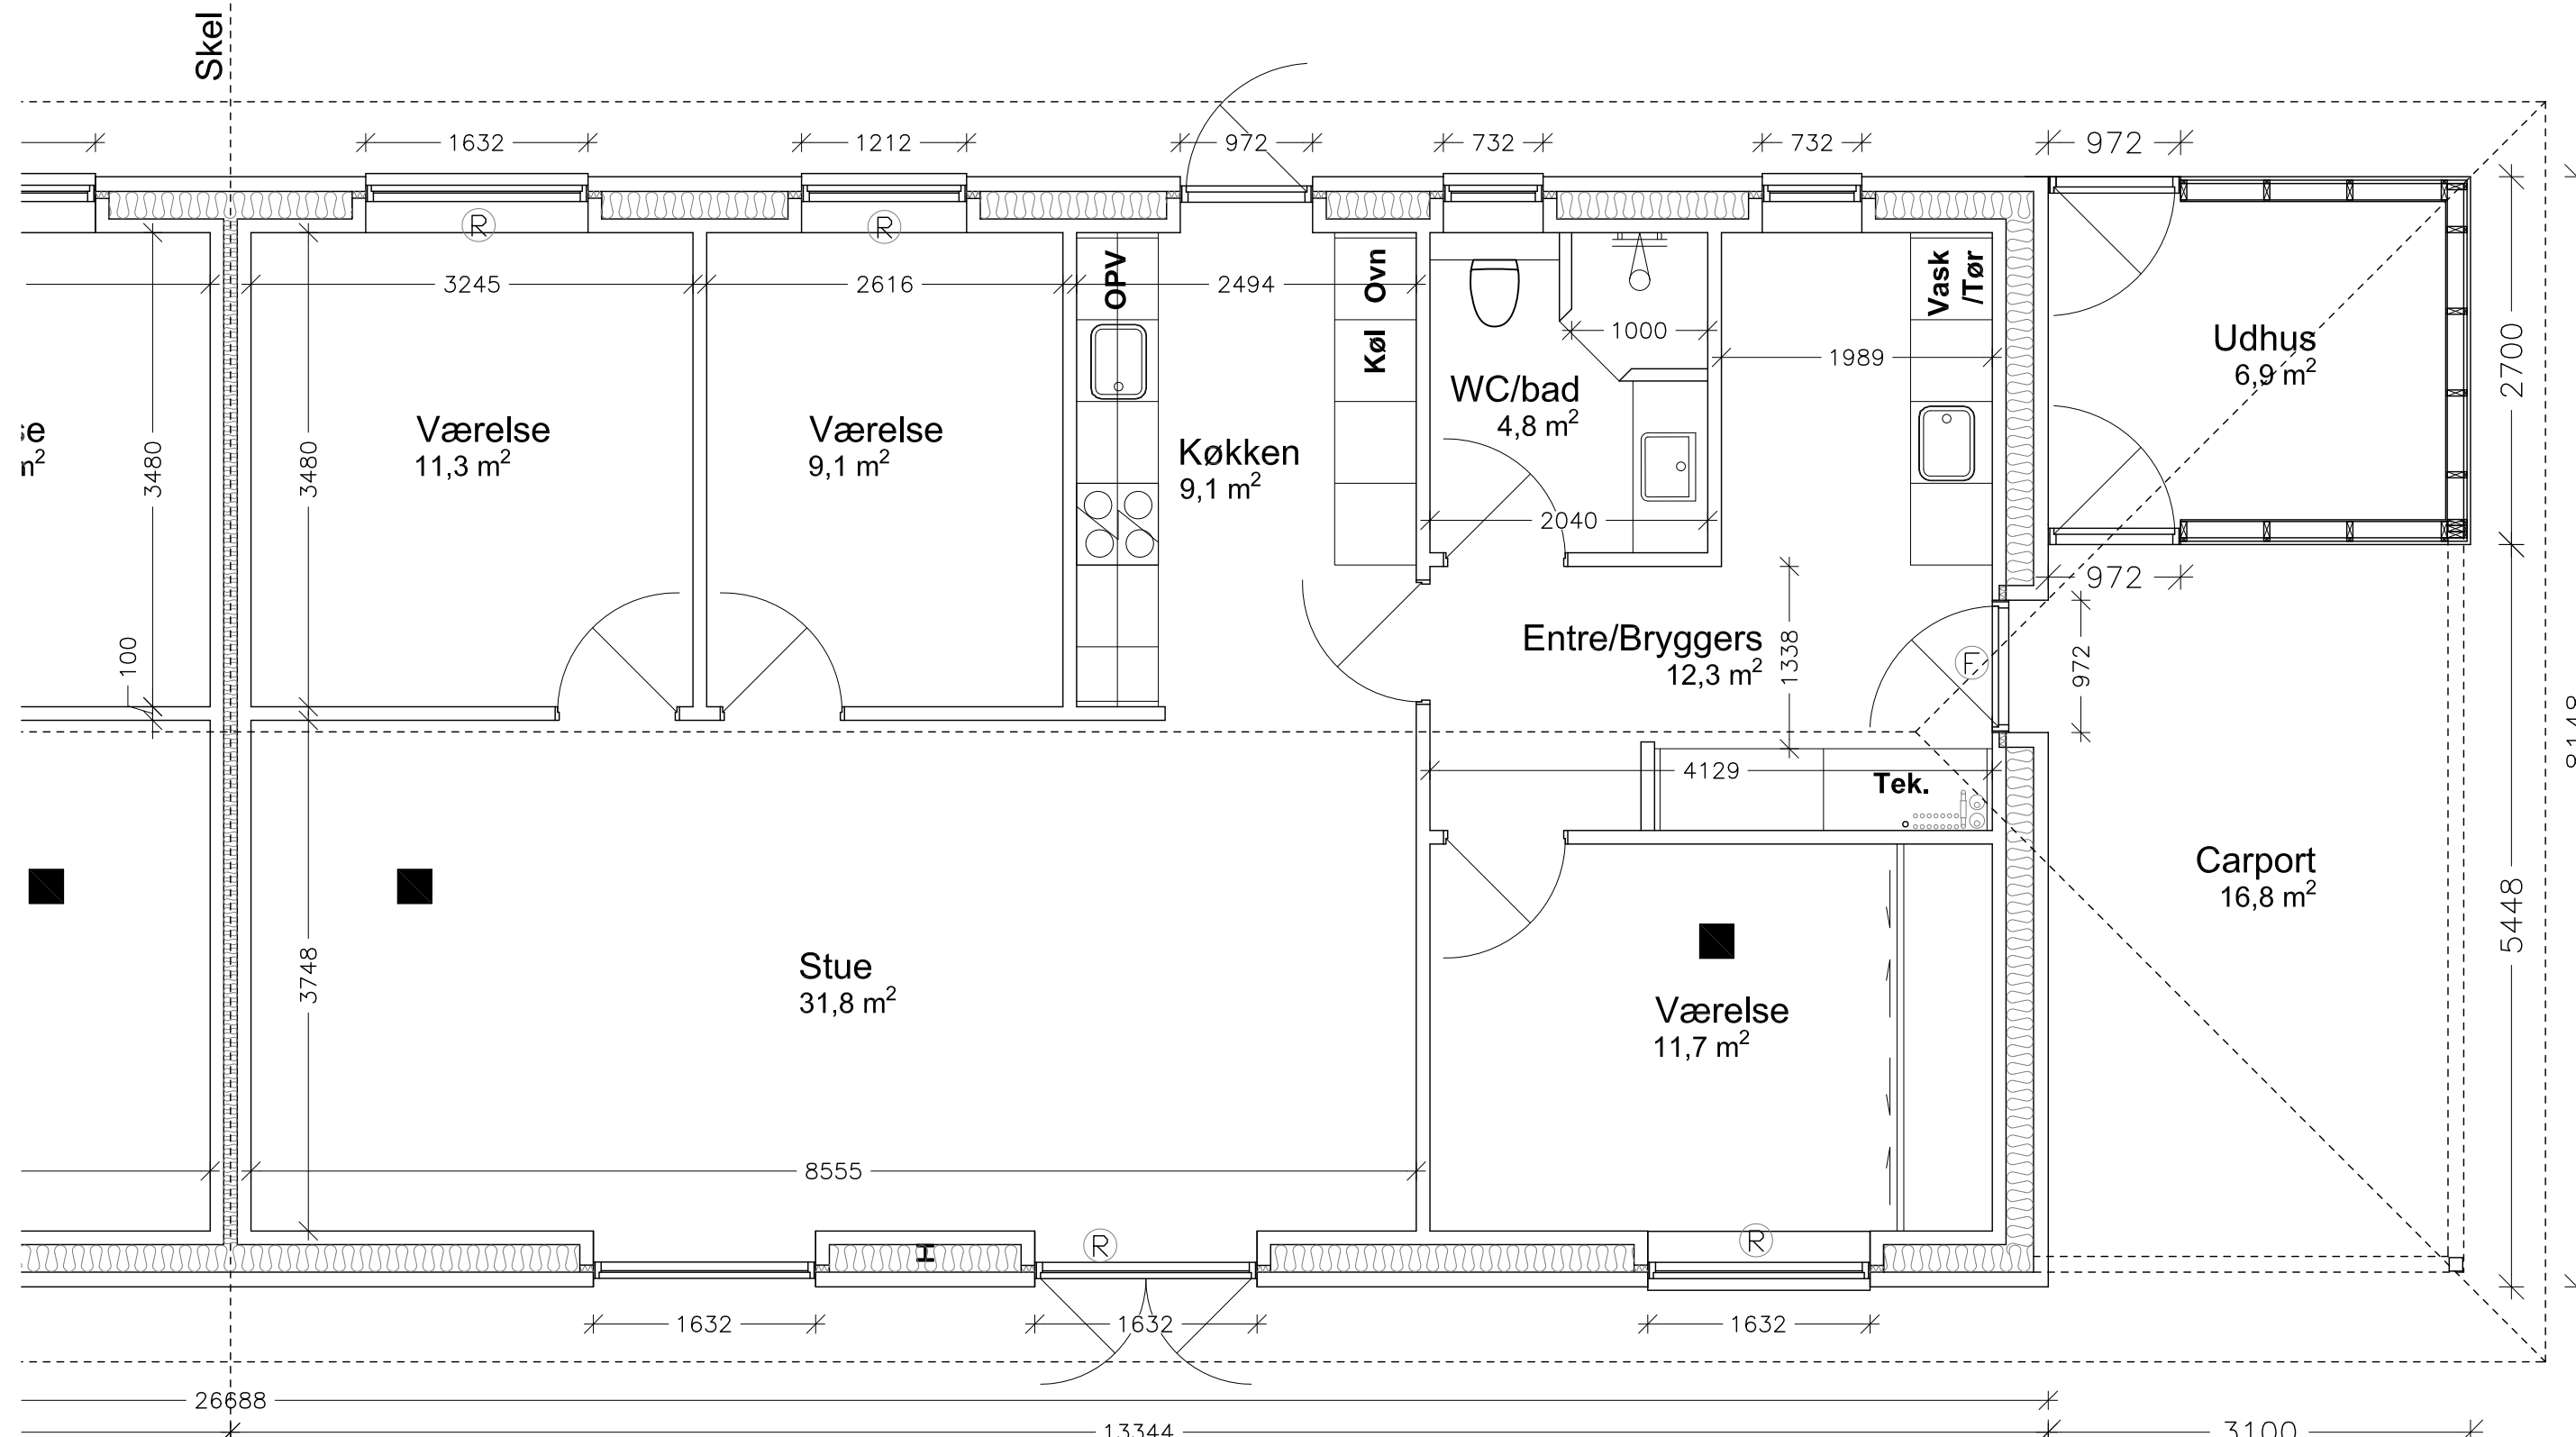 Skel
1632
1212
972
732
732
972
R
R
3245
2616
2494
OPV
Ovn
Køl
1000
1989
Vask
/Tør
Udhus
6,9 m²
2700
WC/bad
4,8 m²
Værelse
11,3 m²
Værelse
9,1 m²
Køkken
9,1 m²
3480
3480
2040
972
Entre/Bryggers
12,3 m²
1338
F
972
100
4129
Tek.
Carport
16,8 m²
5448
8148
3748
Stue
31,8 m²
Værelse
11,7 m²
8555
H
R
R
1632
1632
1632
26688
13344
3100